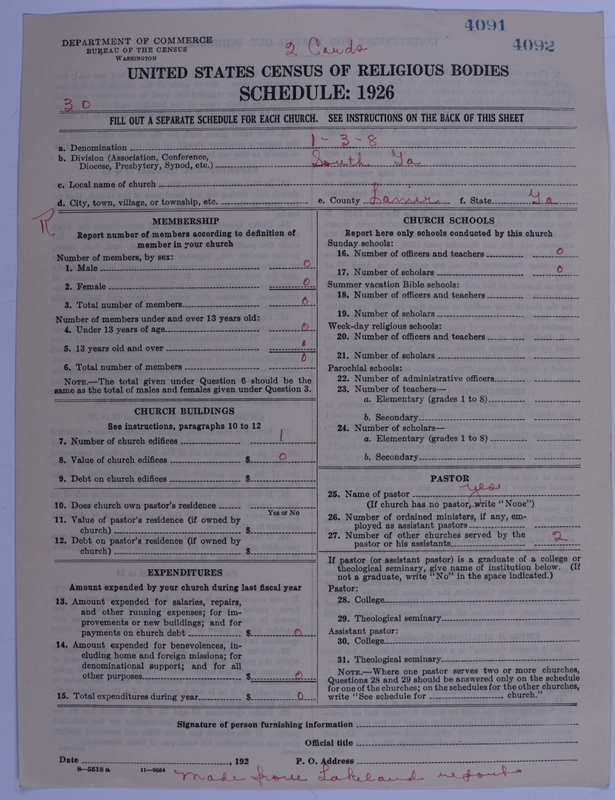 4091
DEPARTMENT OF COMMERCE
BUREAU OF THE CENSUS
WASHINGTON
2 Cards
4092
UNITED STATES CENSUS OF RELIGIOUS BODIES
SCHEDULE: 1926
30
FILL OUT A SEPARATE SCHEDULE FOR EACH CHURCH. SEE INSTRUCTIONS ON THE BACK OF THIS SHEET
a. Denomination 1-3-8
b. Division (Association, Conference,
Diocese, Presbytery, Synod, etc.) South Ga
c. Local name of church
d. City, town, village, or township, etc. e. County Lanier f. State Ga
R
MEMBERSHIP
Report number of members according to definition of
member in your church
Number of members, by sex:
1. Male 0
2. Female 0
3. Total number of members 0
Number of members under and over 13 years old:
4. Under 13 years of age 0
5. 13 years old and over 0
6. Total number of members 0
NOTE.—The total given under Question 6 should be the
same as the total of males and females given under Question 3.
CHURCH BUILDINGS
See instructions, paragraphs 10 to 12
7. Number of church edifices 1
8. Value of church edifices $ 0
9. Debt on church edifices $
10. Does church own pastor's residence
Yes or No
11. Value of pastor's residence (if owned by
church) $
12. Debt on pastor's residence (if owned by
church) $
EXPENDITURES
Amount expended by your church during last fiscal year
13. Amount expended for salaries, repairs,
and other running expenses; for im-
provements or new buildings; and for
payments on church debt $ 0
14. Amount expended for benevolences, in-
cluding home and foreign missions; for
denominational support; and for all
other purposes $ 0
15. Total expenditures during year $ 0
CHURCH SCHOOLS
Report here only schools conducted by this church
Sunday schools:
16. Number of officers and teachers 0
17. Number of scholars 0
Summer vacation Bible schools:
18. Number of officers and teachers
19. Number of scholars
Week-day religious schools:
20. Number of officers and teachers
21. Number of scholars
Parochial schools:
22. Number of administrative officers
23. Number of teachers—
a. Elementary (grades 1 to 8)
b. Secondary
24. Number of scholars—
a. Elementary (grades 1 to 8)
b. Secondary
PASTOR
25. Name of pastor yes
(If church has no pastor, write "None")
26. Number of ordained ministers, if any, em-
ployed as assistant pastors
27. Number of other churches served by the
pastor or his assistants 2
If pastor (or assistant pastor) is a graduate of a college or
theological seminary, give name of institution below. (If
not a graduate, write "No" in the space indicated.)
Pastor:
28. College
29. Theological seminary
Assistant pastor:
30. College
31. Theological seminary
NOTE.—Where one pastor serves two or more churches,
Questions 28 and 29 should be answered only on the schedule
for one of the churches; on the schedules for the other churches,
write "See schedule for church."
Signature of person furnishing information
Official title
Date , 192 P. O. Address
8-5518a 11-9084
Made from Lakeland report